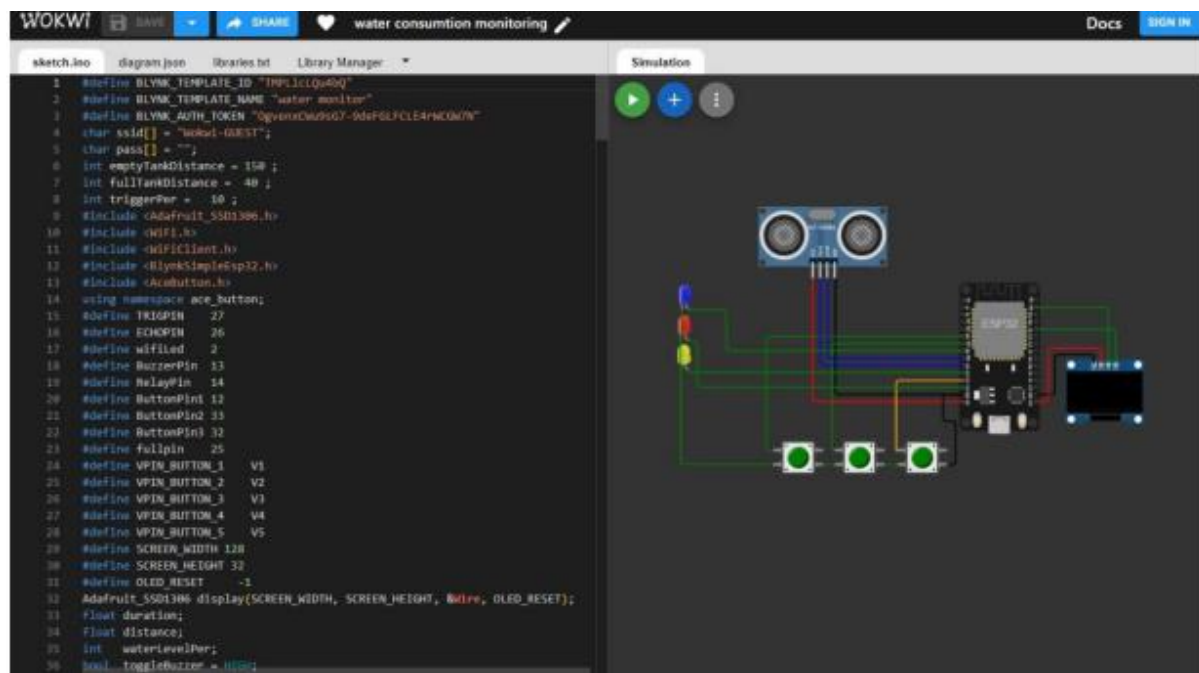 WOKWI SAVE SHARE water consumtion monitoring Docs SIGN IN
sketch.ino diagram.json libraries.txt Library Manager
Simulation
1 #define BLYNK_TEMPLATE_ID
2 #define BLYNK_TEMPLATE_NAME "water monitor"
3 #define BLYNK_AUTH_TOKEN
4 char ssid[] = "Wokwi-GUEST";
5 char pass[] = "";
6 int emptyTankDistance = 150 ;
7 int fullTankDistance = 40 ;
8 int triggerPer = 10 ;
9 #include <Adafruit_SSD1306.h>
10 #include <WiFi.h>
11 #include <WiFiClient.h>
12 #include <BlynkSimpleEsp32.h>
13 #include <AceButton.h>
14 using namespace ace_button;
15 #define TRIGPIN 27
16 #define ECHOPIN 26
17 #define wifiLed 2
18 #define BuzzerPin 13
19 #define RelayPin 14
20 #define ButtonPin1 12
21 #define ButtonPin2 33
22 #define ButtonPin3 32
23 #define fullpin 25
24 #define VPIN_BUTTON_1 V1
25 #define VPIN_BUTTON_2 V2
26 #define VPIN_BUTTON_3 V3
27 #define VPIN_BUTTON_4 V4
28 #define VPIN_BUTTON_5 V5
29 #define SCREEN_WIDTH 128
30 #define SCREEN_HEIGHT 32
31 #define OLED_RESET -1
32 Adafruit_SSD1306 display(SCREEN_WIDTH, SCREEN_HEIGHT, &Wire, OLED_RESET);
33 float duration;
34 float distance;
35 int waterLevelPer;
36 bool toggleBuzzer = HIGH;
ESP32